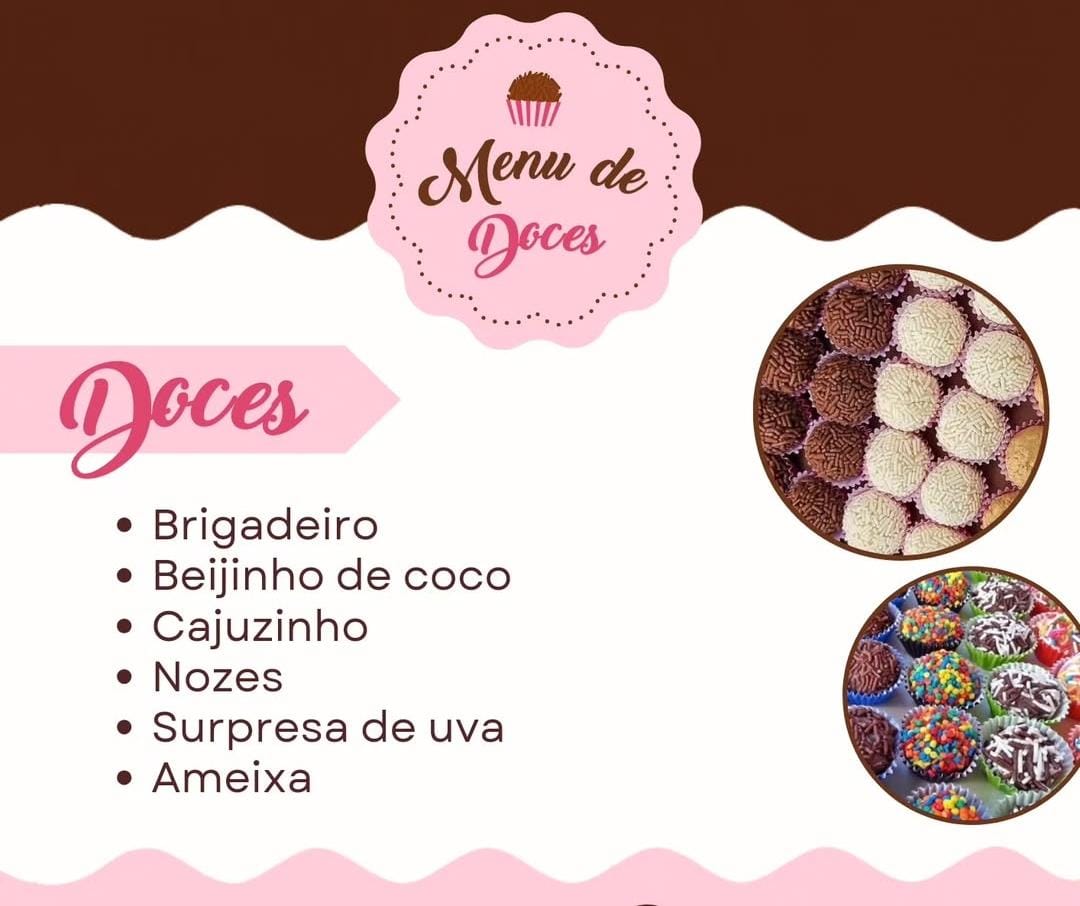 Menu de
Doces
Doces
Brigadeiro
Beijinho de coco
Cajuzinho
Nozes
Surpresa de uva
Ameixa